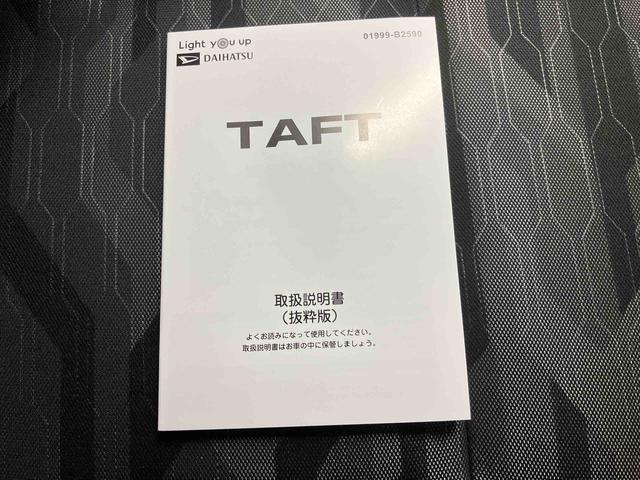 Light you up
DAIHATSU
01999-B2590
TAFT
取扱説明書
（抜粋版）
よくお読みになって使用してください。
取扱説明書はお車の中に保管しましょう。